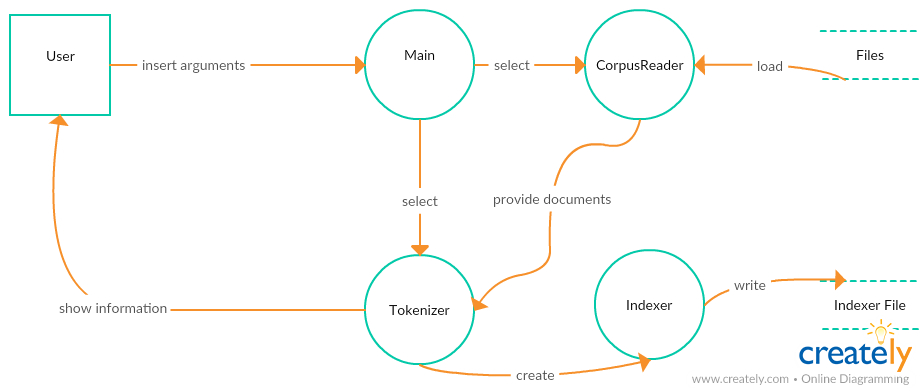 User
insert arguments
Main
select
CorpusReader
load
Files
select
provide documents
show information
Tokenizer
create
Indexer
write
Indexer File
creately
www.creately.com • Online Diagramming